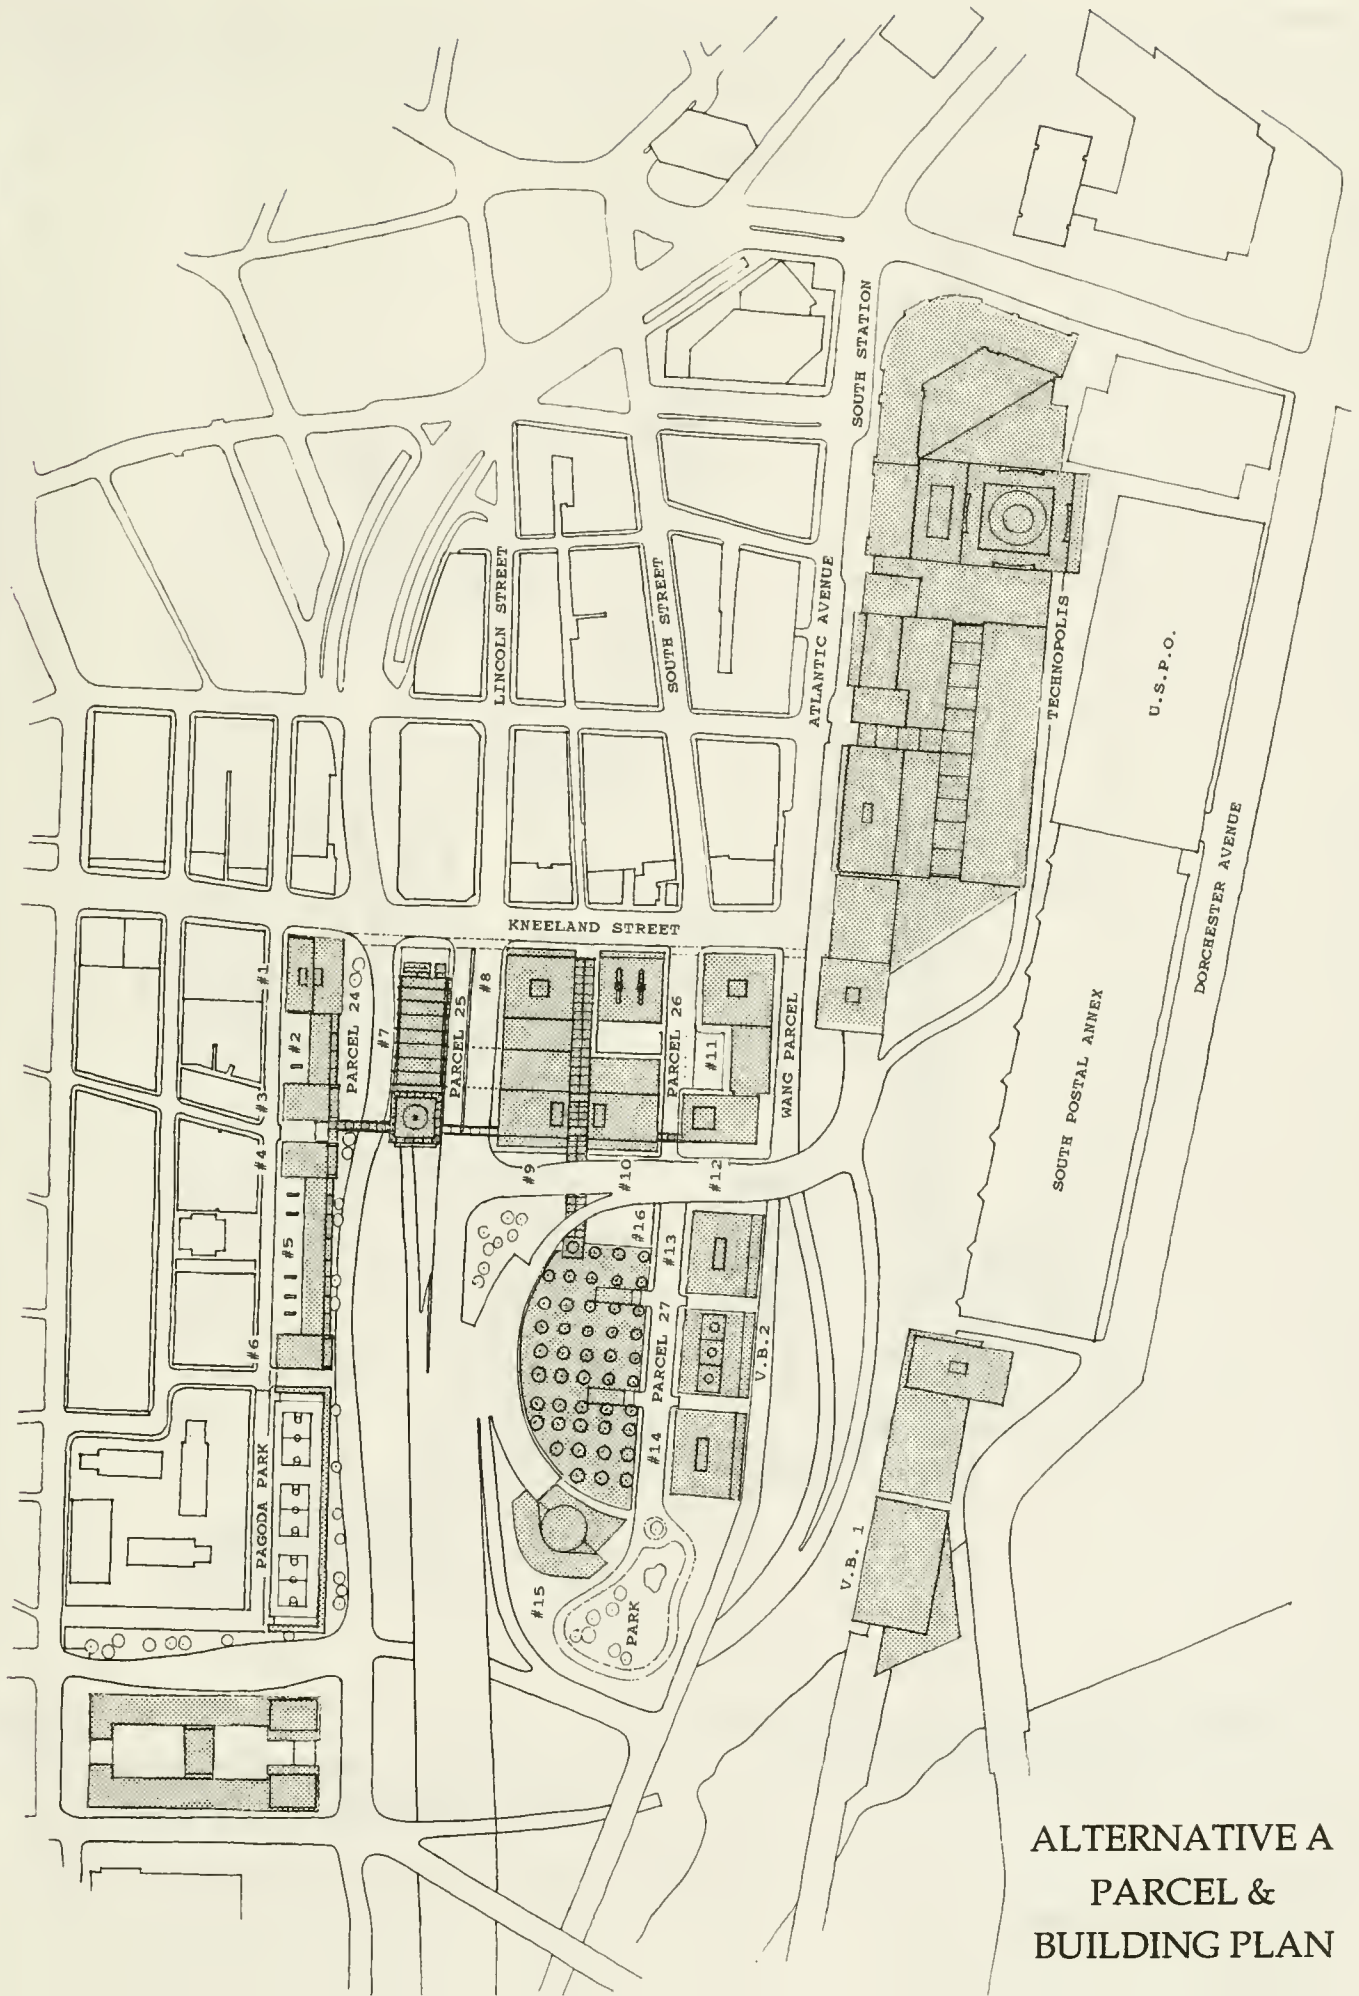 SOUTH STATION
LINCOLN STREET
SOUTH STREET
ATLANTIC AVENUE
TECHNOPOLIS
U.S.P.O.
DORCHESTER AVENUE
KNEELAND STREET
#1
#2
#3
#4
#5
#6
PARCEL 24
#7
PARCEL 25
#8
PARCEL 26
#11
WANG PARCEL
SOUTH POSTAL ANNEX
#9
#10
#12
#16
#13
PARCEL 27
V.B.2
#14
PAGODA PARK
#15
PARK
V.B. 1
ALTERNATIVE A
PARCEL &
BUILDING PLAN